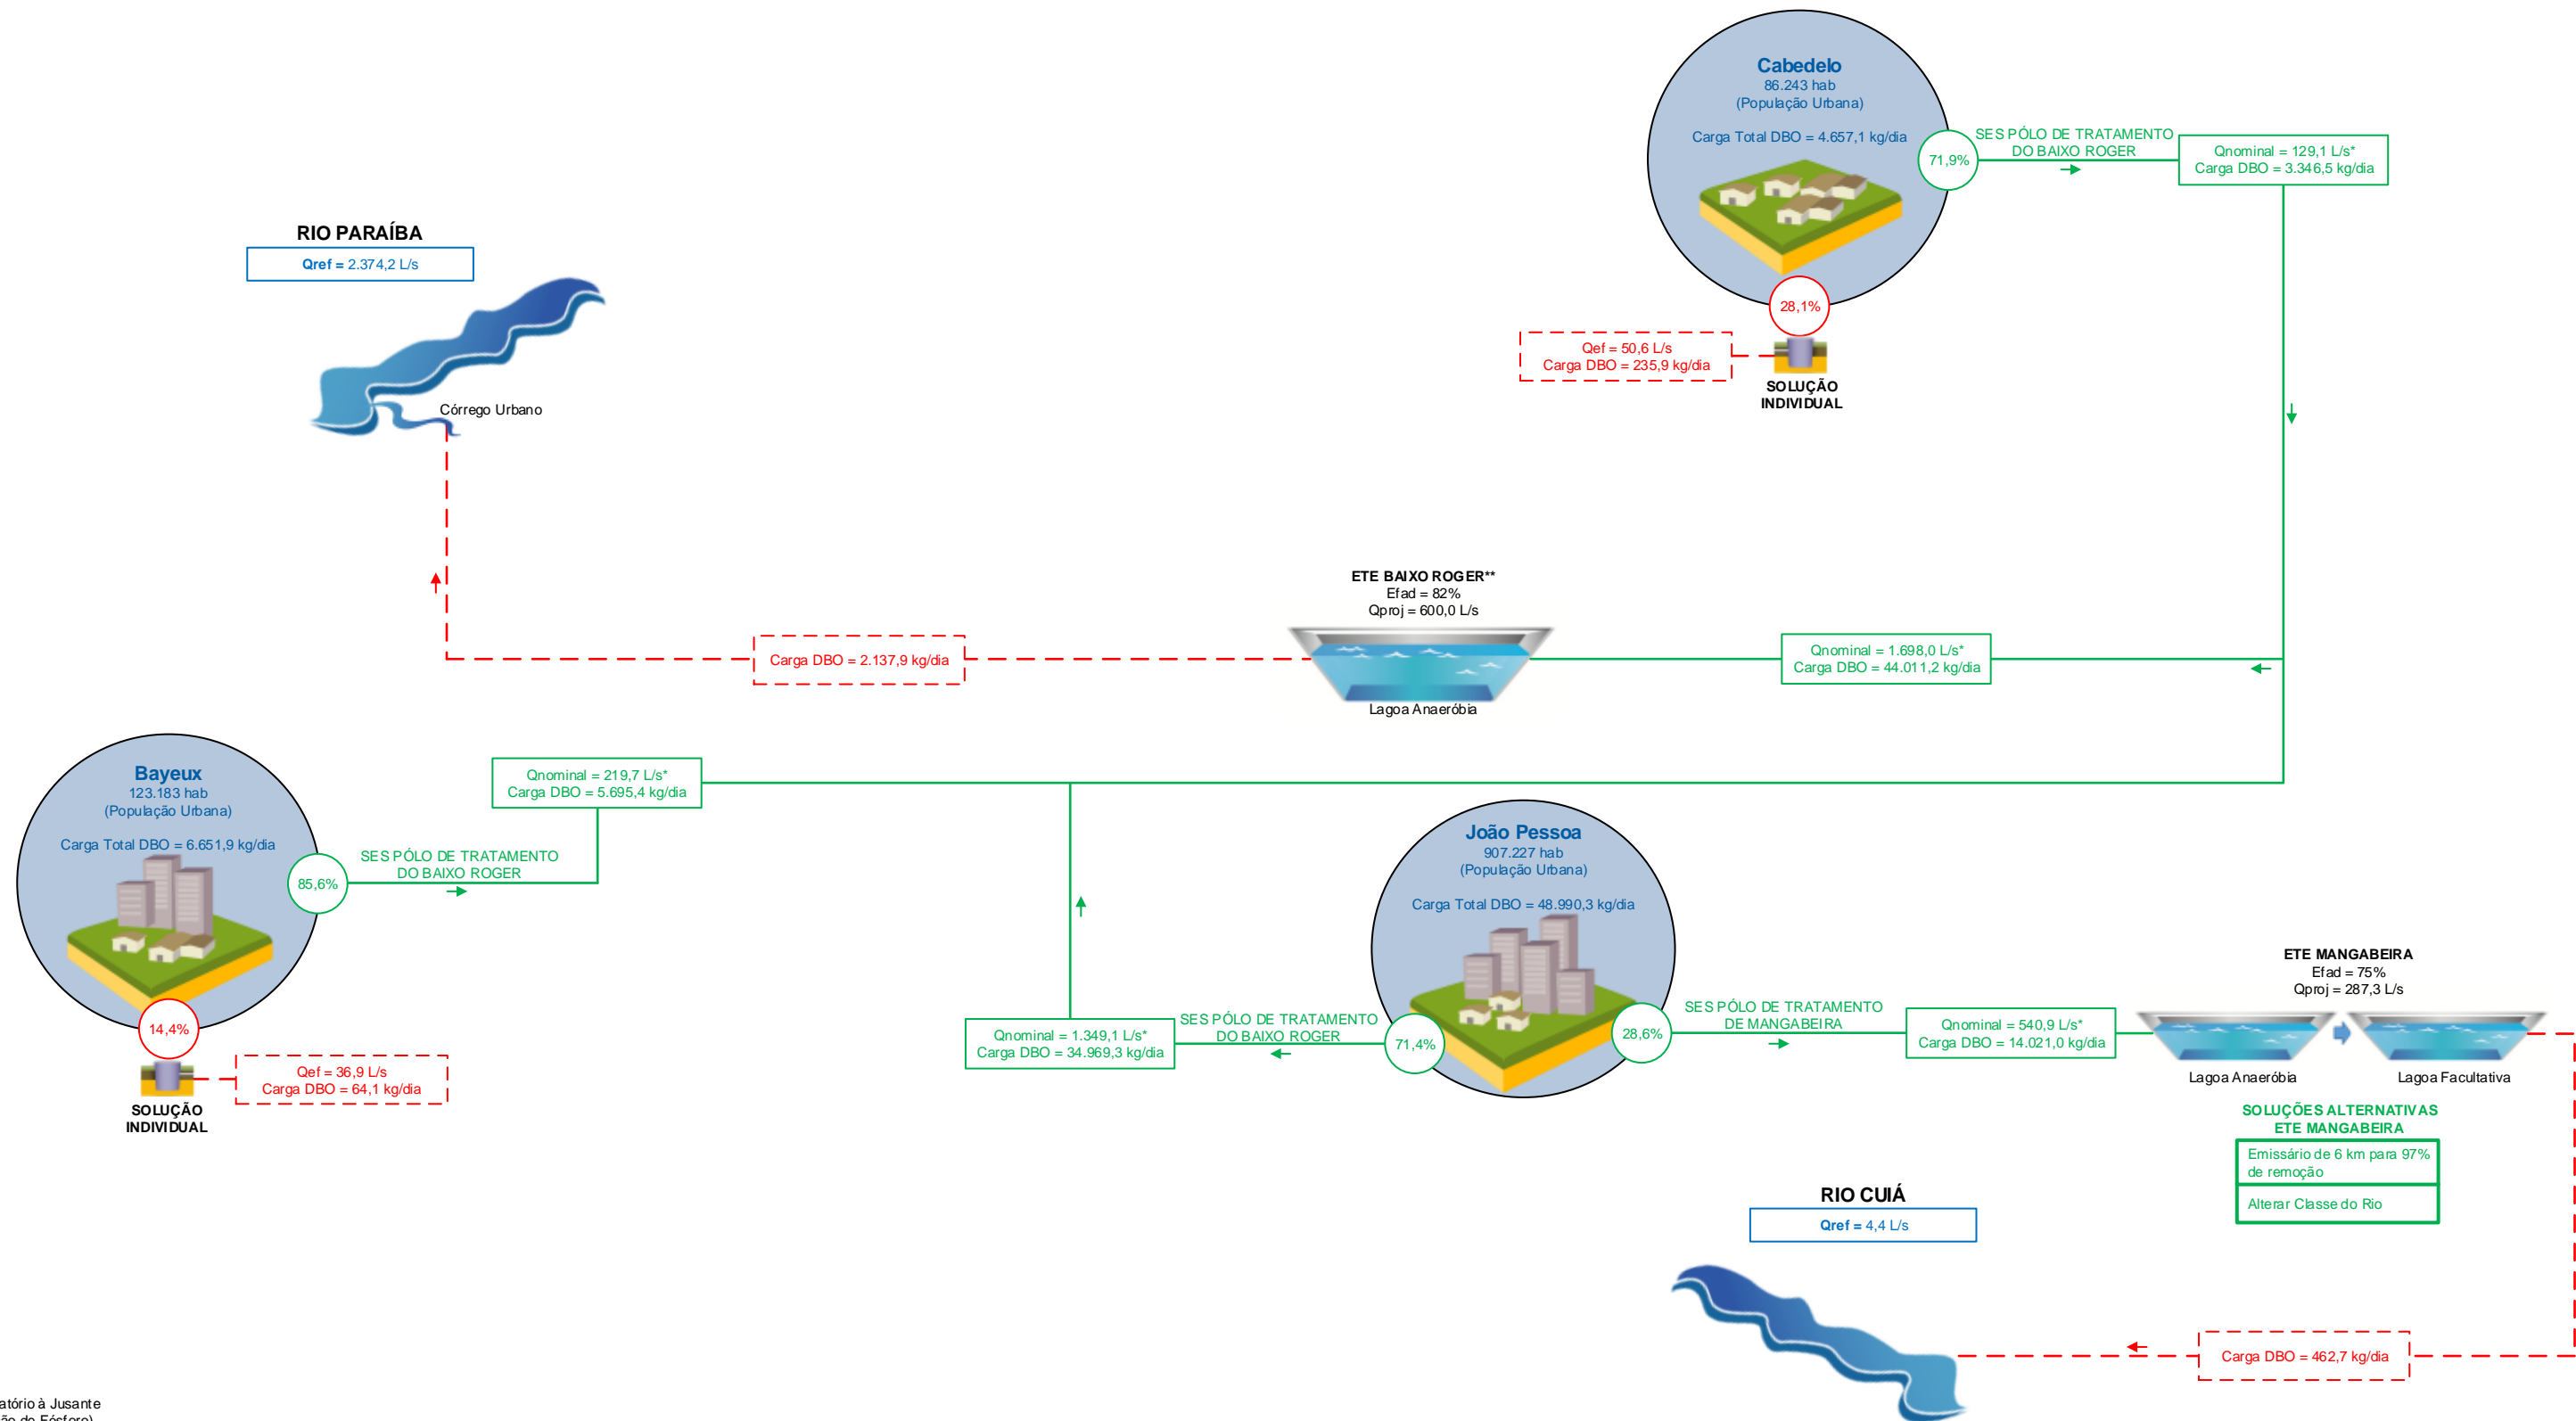 Cabedelo
86.243 hab
(População Urbana)
Carga Total DBO = 4.657,1 kg/dia
71,9%
SES PÓLO DE TRATAMENTO
DO BAIXO ROGER
Qnominal = 129,1 L/s*
Carga DBO = 3.346,5 kg/dia
28,1%
Qef = 50,6 L/s
Carga DBO = 235,9 kg/dia
SOLUÇÃO
INDIVIDUAL
RIO PARAÍBA
Qref = 2.374,2 L/s
Córrego Urbano
ETE BAIXO ROGER**
Efad = 82%
Qproj = 600,0 L/s
Lagoa Anaeróbia
Carga DBO = 2.137,9 kg/dia
Qnominal = 1.698,0 L/s*
Carga DBO = 44.011,2 kg/dia
Bayeux
123.183 hab
(População Urbana)
Carga Total DBO = 6.651,9 kg/dia
85,6%
SES PÓLO DE TRATAMENTO
DO BAIXO ROGER
Qnominal = 219,7 L/s*
Carga DBO = 5.695,4 kg/dia
14,4%
Qef = 36,9 L/s
Carga DBO = 64,1 kg/dia
SOLUÇÃO
INDIVIDUAL
João Pessoa
907.227 hab
(População Urbana)
Carga Total DBO = 48.990,3 kg/dia
71,4%
SES PÓLO DE TRATAMENTO
DO BAIXO ROGER
Qnominal = 1.349,1 L/s*
Carga DBO = 34.969,3 kg/dia
28,6%
SES PÓLO DE TRATAMENTO
DE MANGABEIRA
Qnominal = 540,9 L/s*
Carga DBO = 14.021,0 kg/dia
ETE MANGABEIRA
Efad = 75%
Qproj = 287,3 L/s
Lagoa Anaeróbia
Lagoa Facultativa
SOLUÇÕES ALTERNATIVAS
ETE MANGABEIRA
Emissário de 6 km para 97%
de remoção
Alterar Classe do Rio
RIO CUIÁ
Qref = 4,4 L/s
Carga DBO = 462,7 kg/dia
à Jusante